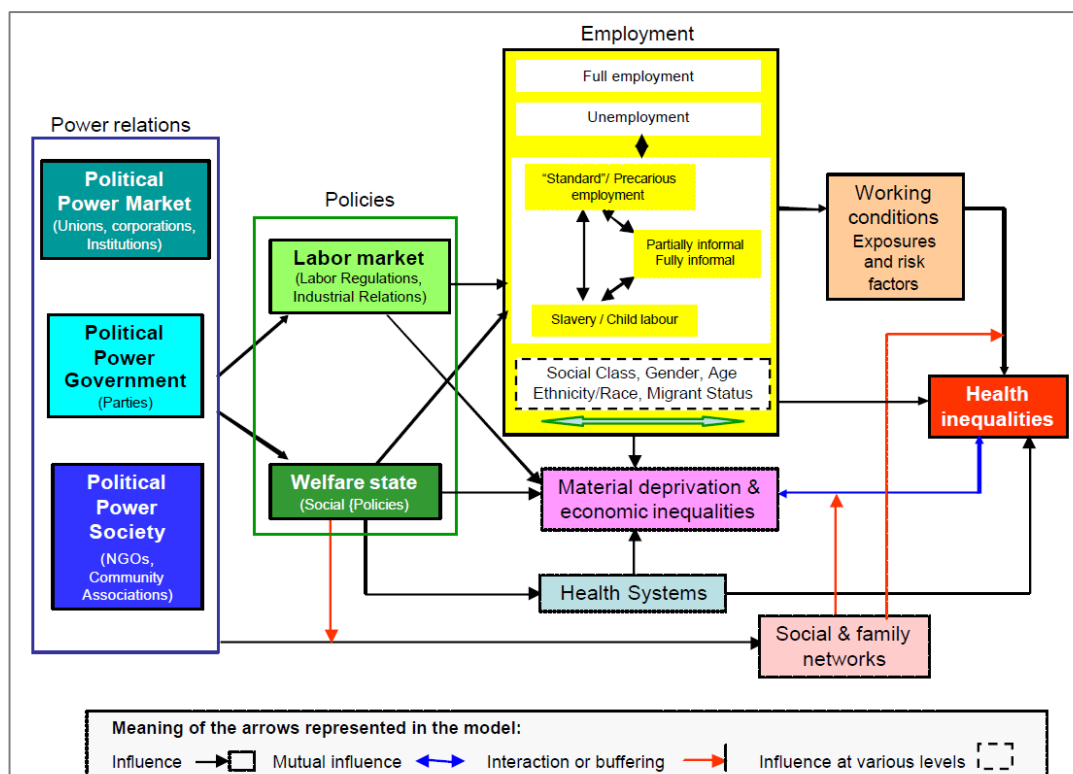 Employment
Full employment
Unemployment
Power relations
Political
Power Market
(Unions, corporations,
Institutions)
Political
Power
Government
(Parties)
Political
Power
Society
(NGOs,
Community
Associations)
Policies
Labor market
(Labor Regulations,
Industrial Relations)
Welfare state
(Social {Policies)
"Standard"/ Precarious
employment
Partially informal
Fully informal
Slavery / Child labour
Social Class, Gender, Age
Ethnicity/Race, Migrant Status
Working
conditions
Exposures
and risk
factors
Health
inequalities
Material deprivation &
economic inequalities
Health Systems
Social & family
networks
Meaning of the arrows represented in the model:
Influence
Mutual influence
Interaction or buffering
Influence at various levels